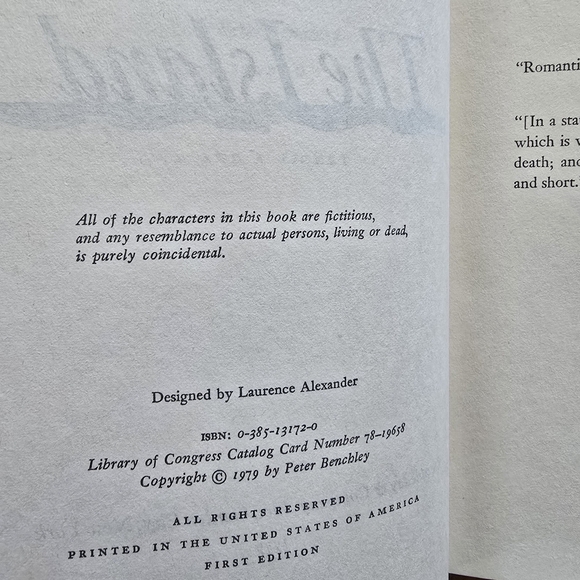 The Island
All of the characters in this book are fictitious,
and any resemblance to actual persons, living or dead,
is purely coincidental.
Designed by Laurence Alexander
ISBN: 0-385-13172-0
Library of Congress Catalog Card Number 78-19658
Copyright © 1979 by Peter Benchley
ALL RIGHTS RESERVED
PRINTED IN THE UNITED STATES OF AMERICA
FIRST EDITION
“Romanti
“[In a sta
which is v
death; and
and short.’